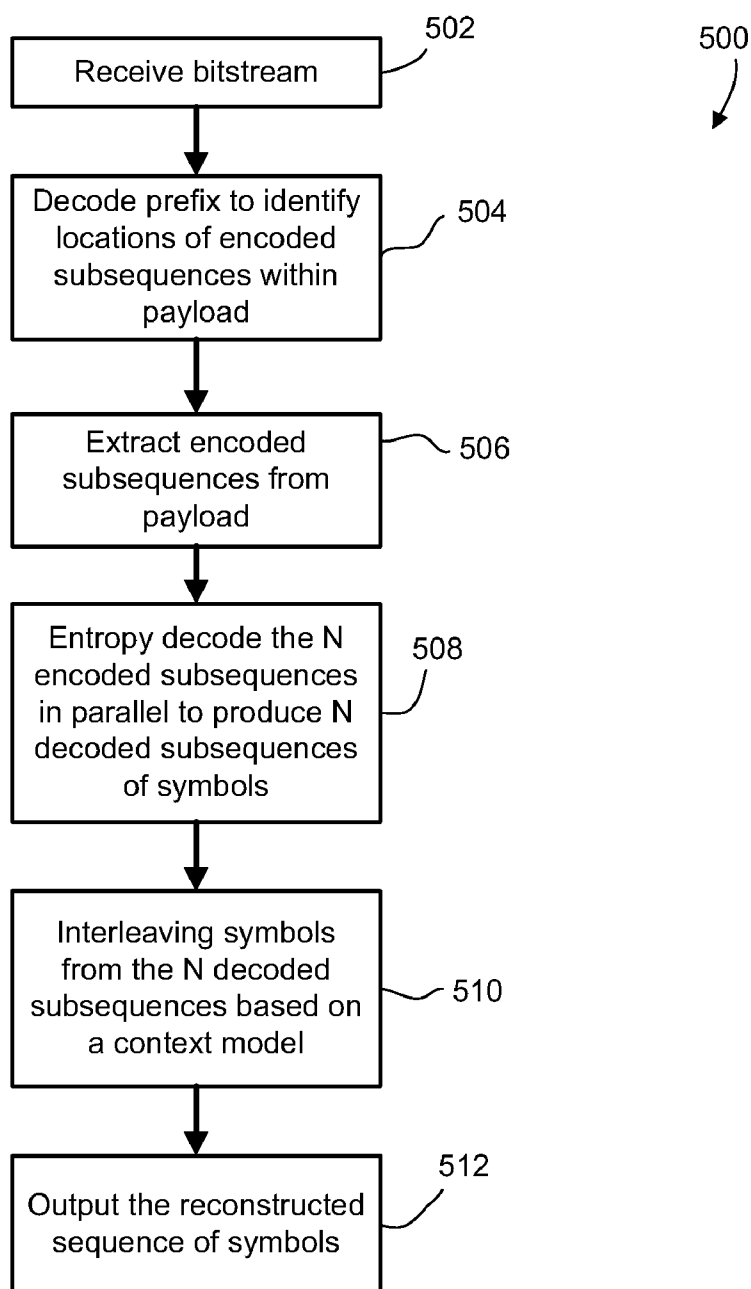 502
500
Receive bitstream
Decode prefix to identify
locations of encoded
subsequences within
payload
504
Extract encoded
subsequences from
payload
506
Entropy decode the N
encoded subsequences
in parallel to produce N
decoded subsequences
of symbols
508
Interleaving symbols
from the N decoded
subsequences based on
a context model
510
Output the reconstructed
sequence of symbols
512